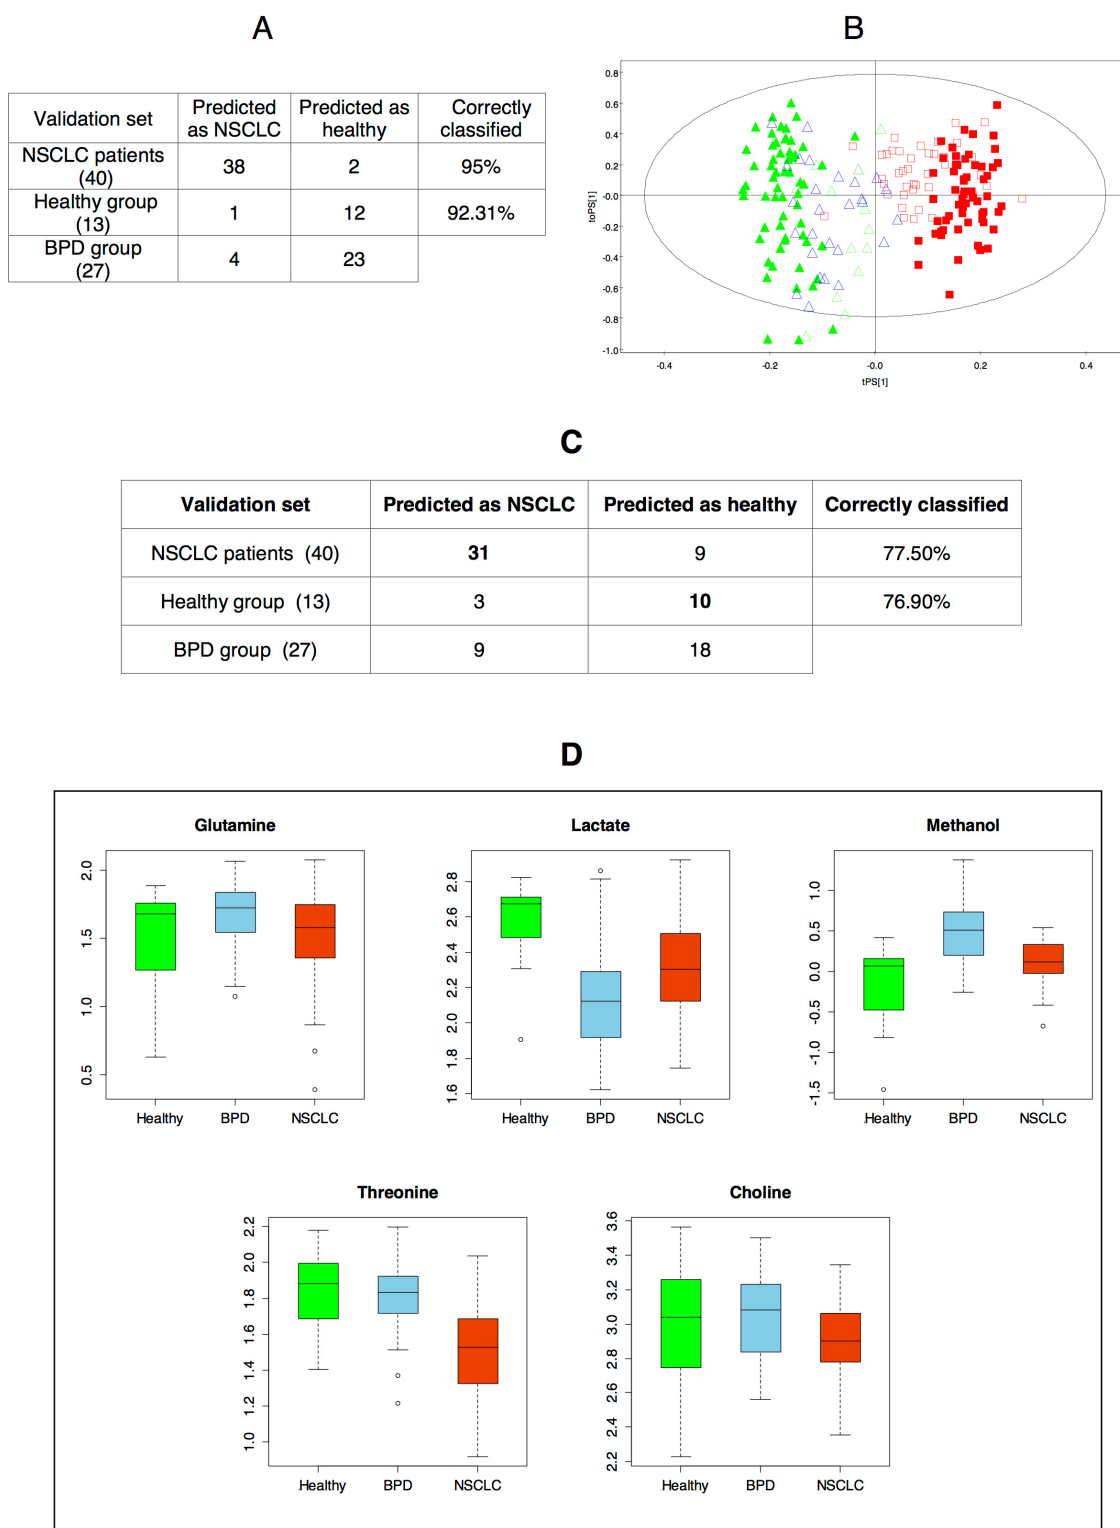 A
B
Validation set
Predicted as NSCLC
Predicted as healthy
Correctly classified
NSCLC patients (40)
38
2
95%
Healthy group (13)
1
12
92.31%
BPD group (27)
4
23
0.8
0.6
0.4
0.2
-0.0
-0.2
-0.4
-0.6
-0.8
-1.0
toPS[1]
-0.4
-0.2
-0.0
0.2
0.4
tPS[1]
C
Validation set
Predicted as NSCLC
Predicted as healthy
Correctly classified
NSCLC patients (40)
31
9
77.50%
Healthy group (13)
3
10
76.90%
BPD group (27)
9
18
D
Glutamine
2.0
1.5
1.0
0.5
Healthy
BPD
NSCLC
Lactate
2.8
2.6
2.4
2.2
2.0
1.8
1.6
Healthy
BPD
NSCLC
Methanol
1.0
0.5
0.0
-0.5
-1.0
-1.5
Healthy
BPD
NSCLC
Threonine
2.2
2.0
1.8
1.6
1.4
1.2
1.0
Healthy
BPD
NSCLC
Choline
3.6
3.4
3.2
3.0
2.8
2.6
2.4
2.2
Healthy
BPD
NSCLC